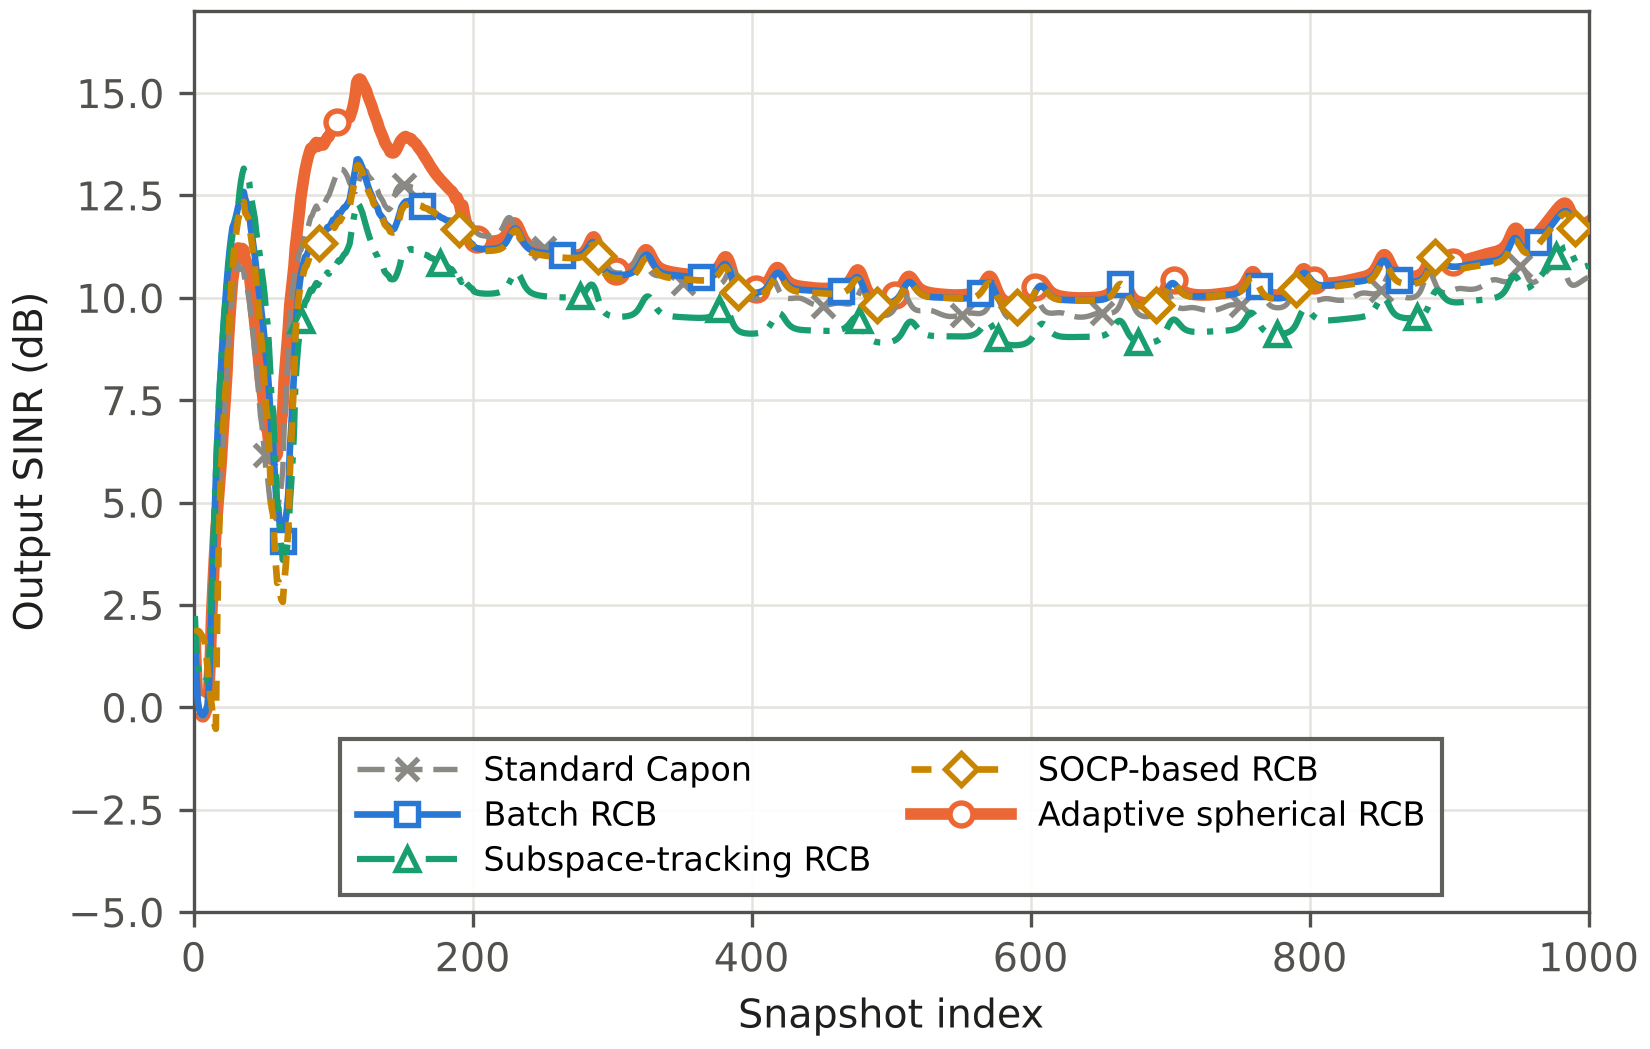 Output SINR (dB)
15.0
12.5
10.0
7.5
5.0
2.5
0.0
−2.5
−5.0
Standard Capon
Batch RCB
Subspace-tracking RCB
SOCP-based RCB
Adaptive spherical RCB
0 200 400 600 800 1000
Snapshot index